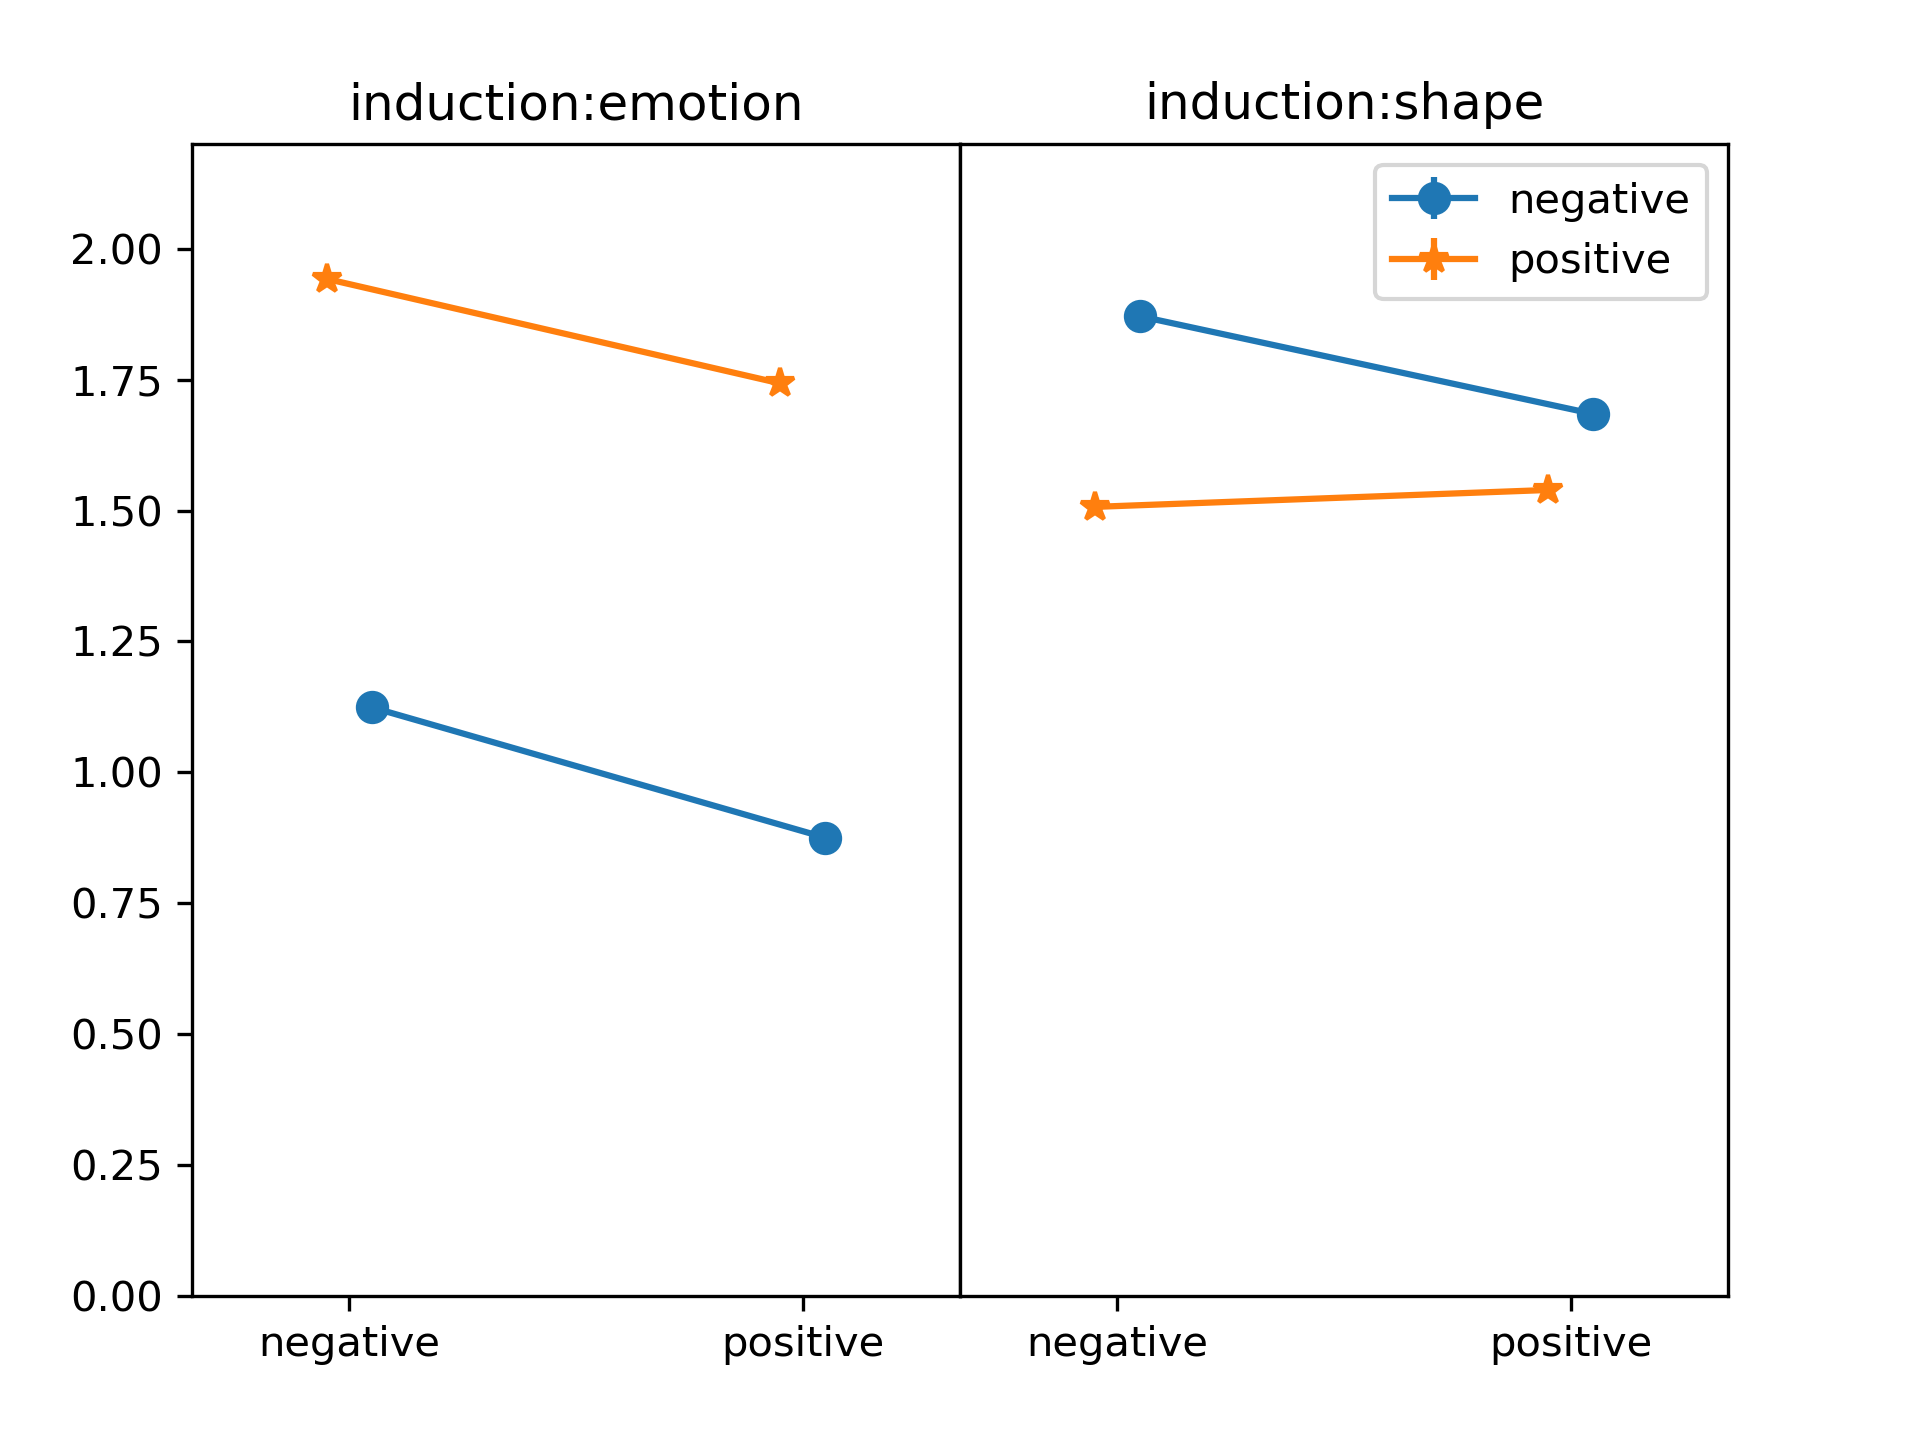 induction:emotion
induction:shape
negative
positive
2.00
1.75
1.50
1.25
1.00
0.75
0.50
0.25
0.00
negative
positive
negative
positive